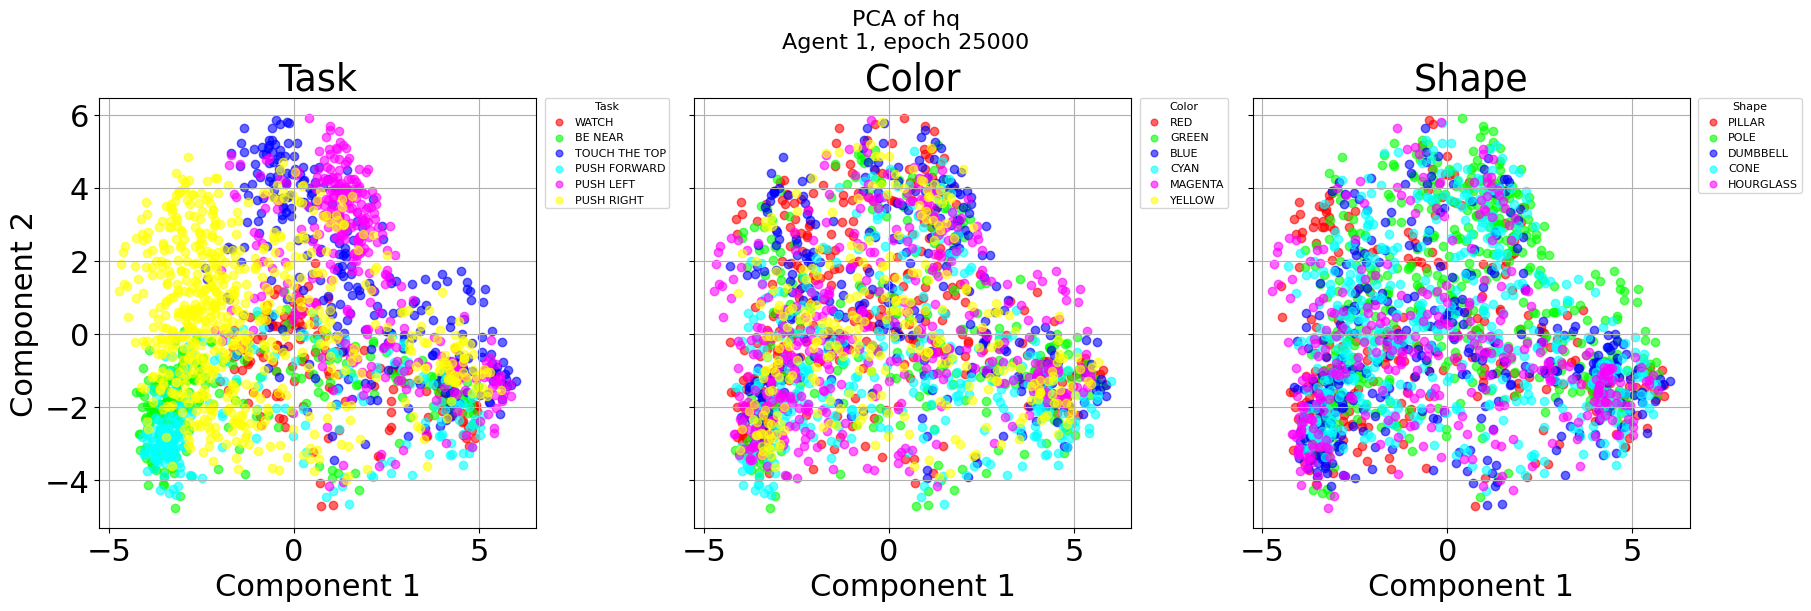 PCA of hq
Agent 1, epoch 25000
Task
Color
Shape
Task
WATCH
BE NEAR
TOUCH THE TOP
PUSH FORWARD
PUSH LEFT
PUSH RIGHT
Color
RED
GREEN
BLUE
CYAN
MAGENTA
YELLOW
Shape
PILLAR
POLE
DUMBBELL
CONE
HOURGLASS
Component 2
6
4
2
0
−2
−4
−5 0 5
−5 0 5
−5 0 5
Component 1
Component 1
Component 1